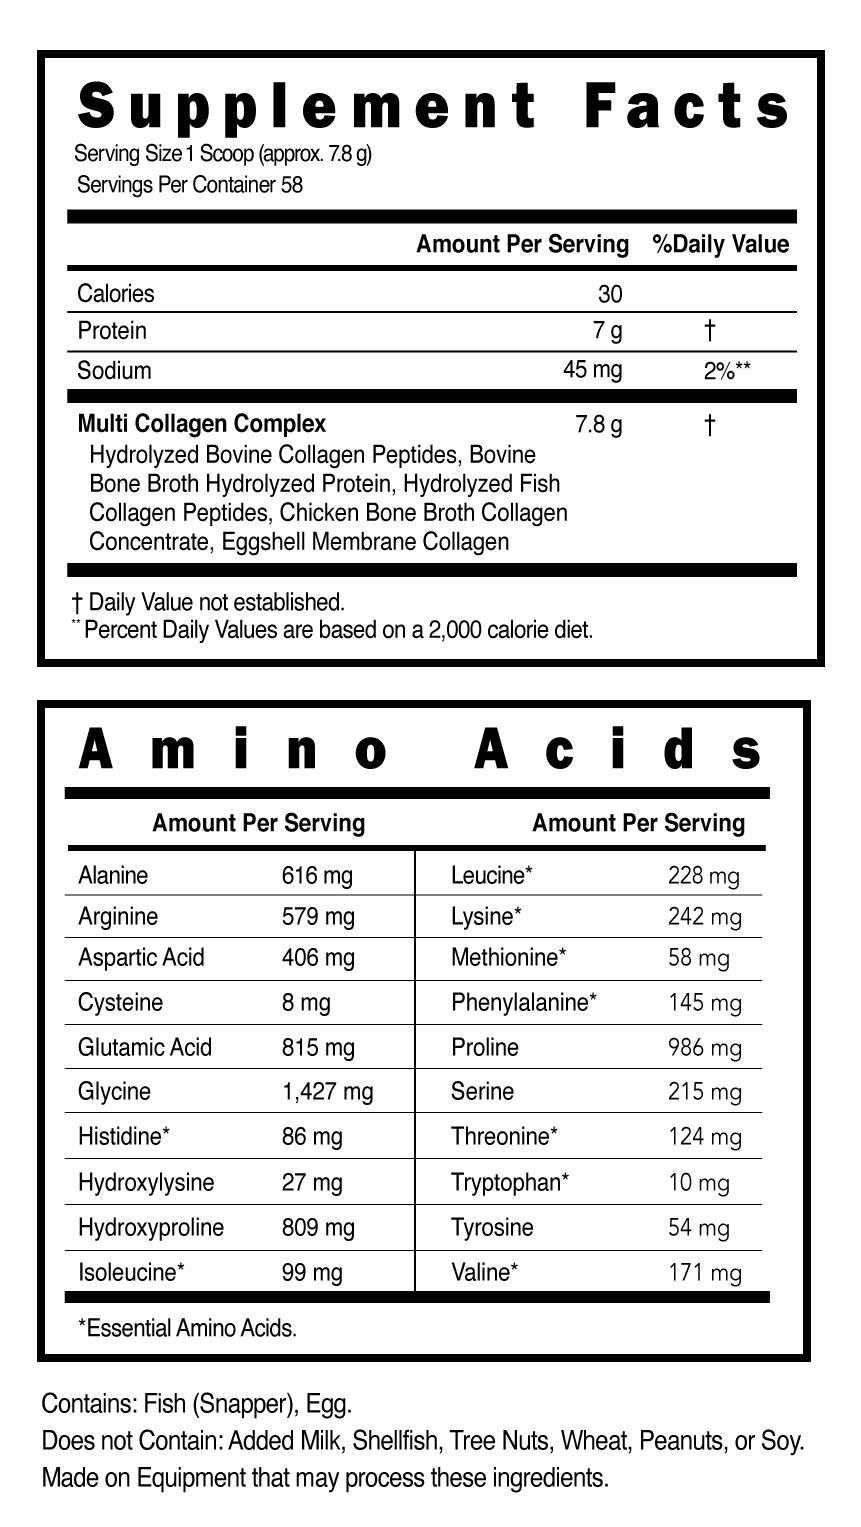 Supplement Facts
Serving Size 1 Scoop (approx. 7.8 g)
Servings Per Container 58
Amount Per Serving %Daily Value
Calories 30
Protein 7 g †
Sodium 45 mg 2%**
Multi Collagen Complex 7.8 g †
Hydrolyzed Bovine Collagen Peptides, Bovine
Bone Broth Hydrolyzed Protein, Hydrolyzed Fish
Collagen Peptides, Chicken Bone Broth Collagen
Concentrate, Eggshell Membrane Collagen
† Daily Value not established.
** Percent Daily Values are based on a 2,000 calorie diet.
Amino Acids
Amount Per Serving Amount Per Serving
Alanine 616 mg Leucine* 228 mg
Arginine 579 mg Lysine* 242 mg
Aspartic Acid 406 mg Methionine* 58 mg
Cysteine 8 mg Phenylalanine* 145 mg
Glutamic Acid 815 mg Proline 986 mg
Glycine 1,427 mg Serine 215 mg
Histidine* 86 mg Threonine* 124 mg
Hydroxylysine 27 mg Tryptophan* 10 mg
Hydroxyproline 809 mg Tyrosine 54 mg
Isoleucine* 99 mg Valine* 171 mg
*Essential Amino Acids.
Contains: Fish (Snapper), Egg.
Does not Contain: Added Milk, Shellfish, Tree Nuts, Wheat, Peanuts, or Soy.
Made on Equipment that may process these ingredients.